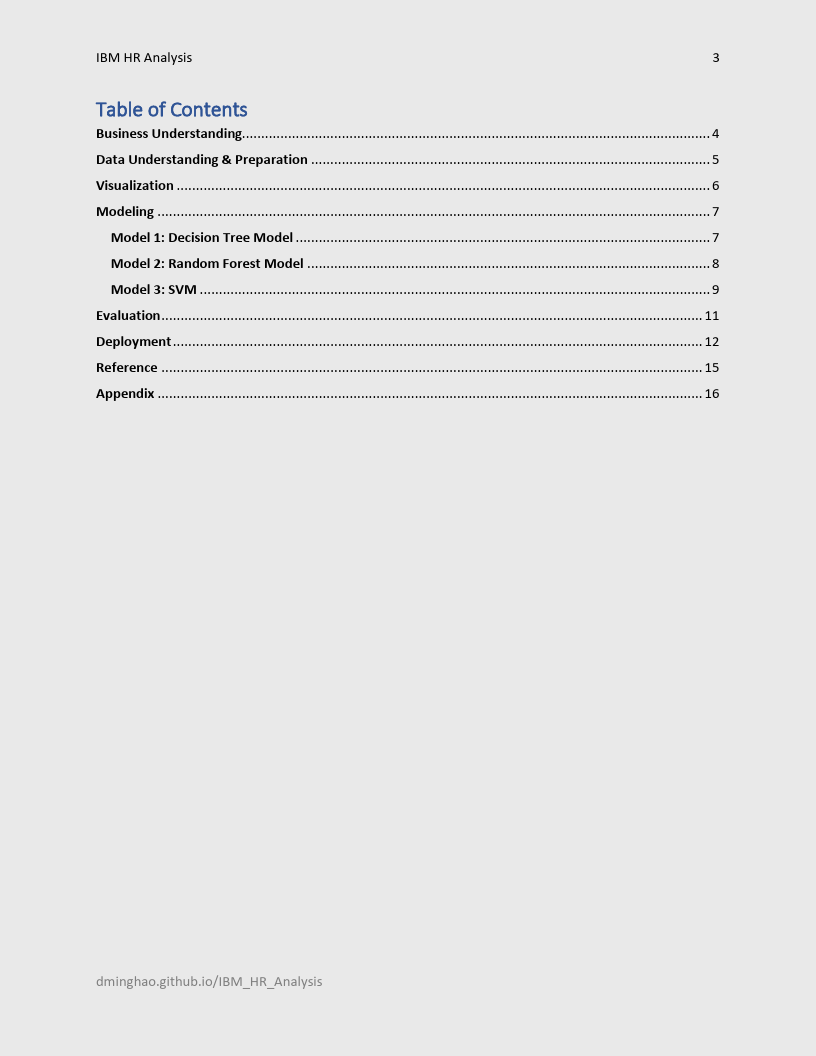 IBM HR Analysis 3
Table of Contents
Business Understanding........................................................................................................................ 4
Data Understanding & Preparation ........................................................................................................ 5
Visualization ............................................................................................................................................ 6
Modeling ................................................................................................................................................. 7
Model 1: Decision Tree Model ............................................................................................................ 7
Model 2: Random Forest Model ......................................................................................................... 8
Model 3: SVM ...................................................................................................................................... 9
Evaluation............................................................................................................................................. 11
Deployment.......................................................................................................................................... 12
Reference ............................................................................................................................................. 15
Appendix .............................................................................................................................................. 16
dminghao.github.io/IBM_HR_Analysis